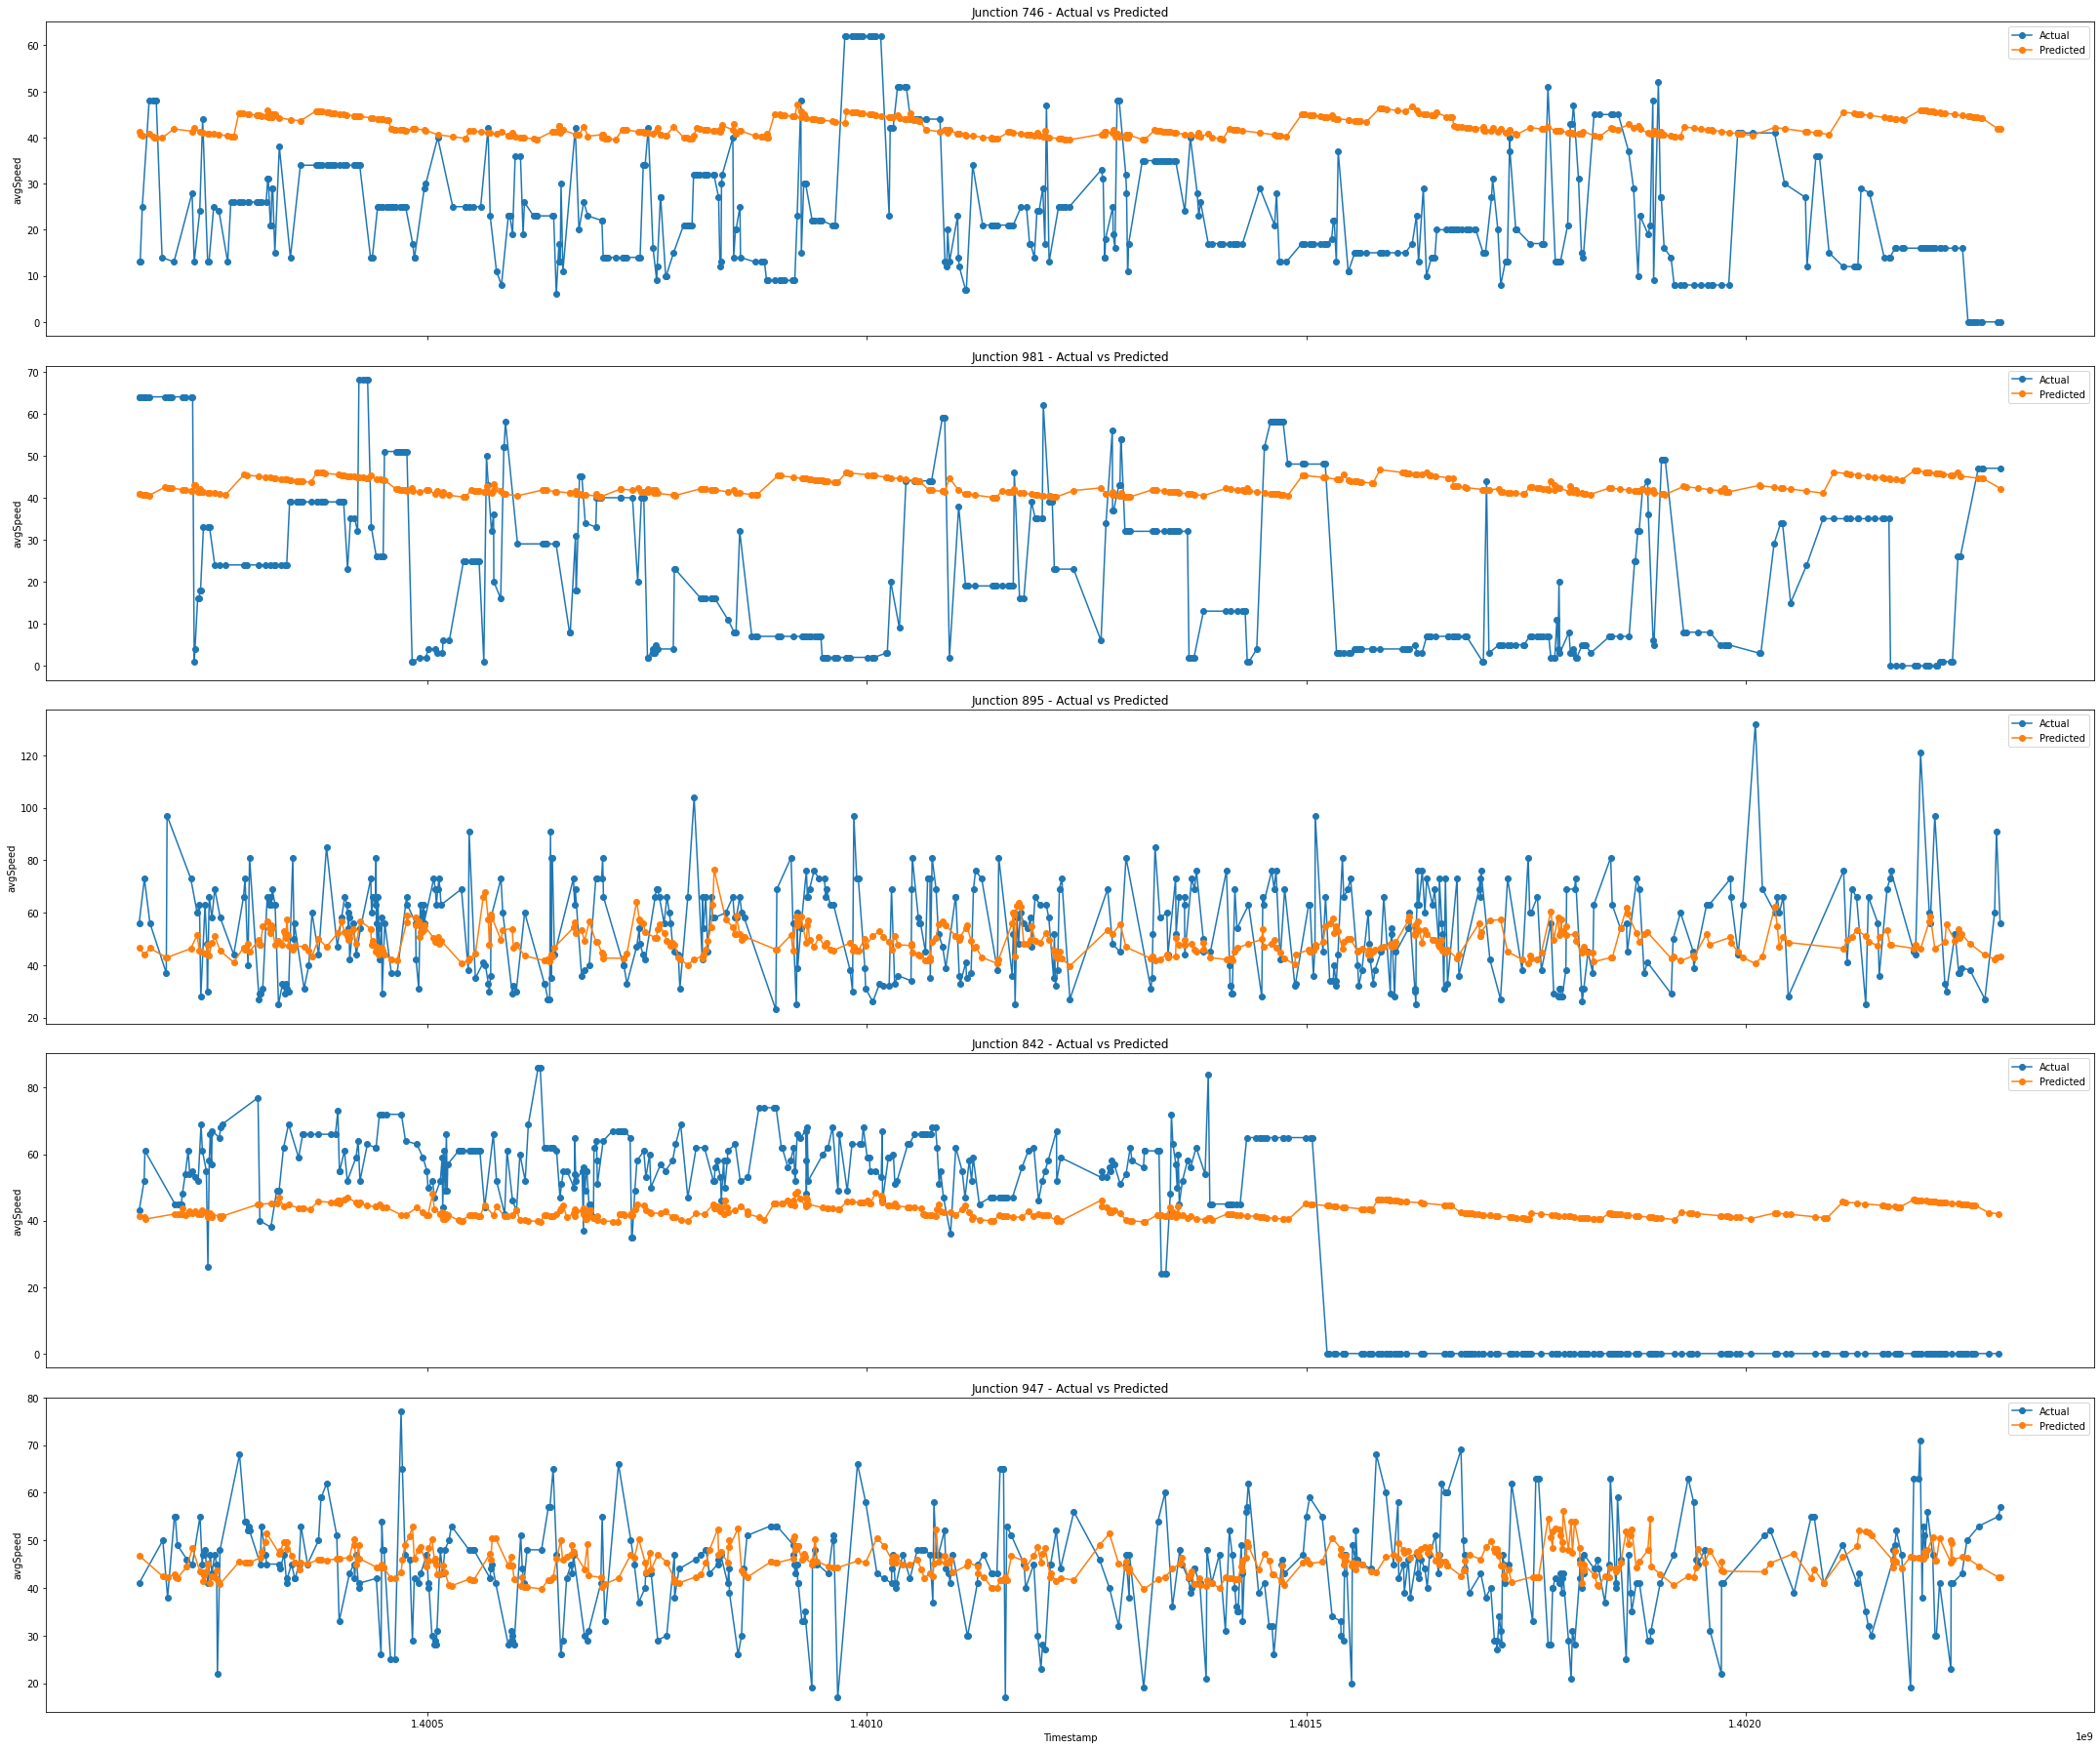 Junction 746 - Actual vs Predicted
Actual
Predicted
avgSpeed
60
50
40
30
20
10
0
Junction 981 - Actual vs Predicted
Actual
Predicted
avgSpeed
70
60
50
40
30
20
10
0
Junction 895 - Actual vs Predicted
Actual
Predicted
avgSpeed
120
100
80
60
40
20
Junction 842 - Actual vs Predicted
Actual
Predicted
avgSpeed
80
60
40
20
0
Junction 947 - Actual vs Predicted
Actual
Predicted
avgSpeed
80
70
60
50
40
30
20
1.4005 1.4010 1.4015 1.4020
Timestamp
1e9